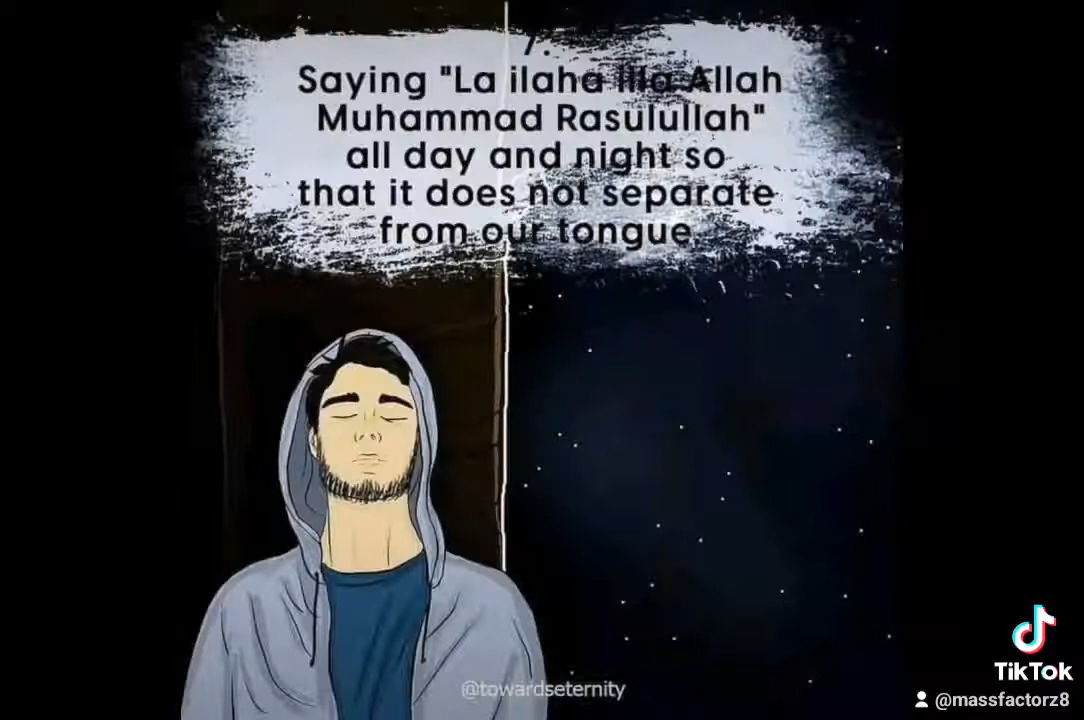 7.
Saying "La ilaha illa Allah
Muhammad Rasulullah"
all day and night so
that it does not separate
from our tongue
@towardseternity
TikTok
@massfactorz8